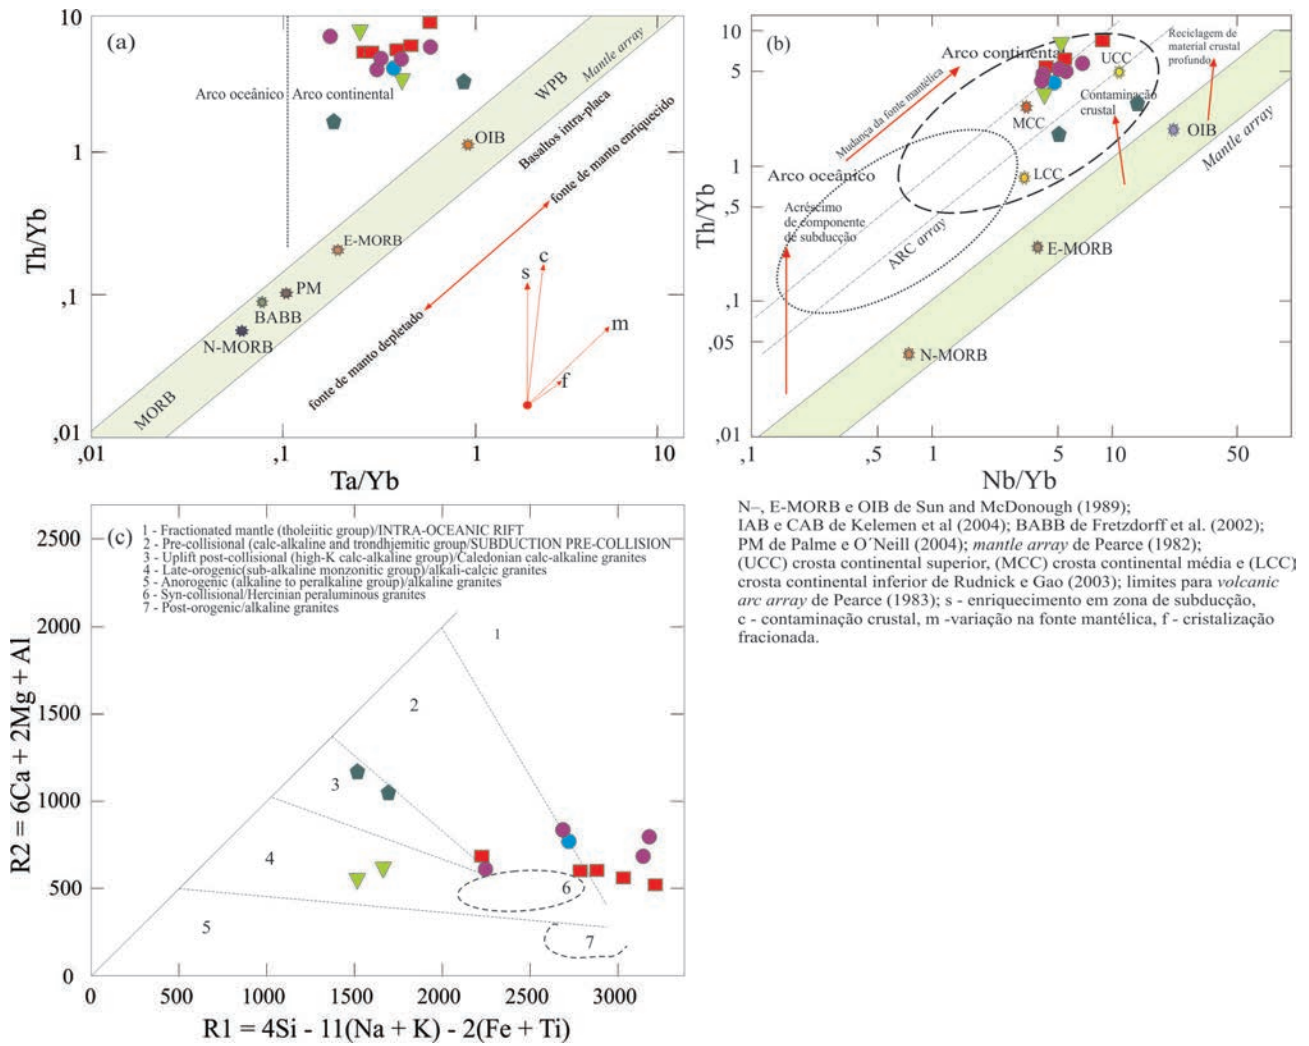 (a)
10
1
,1
,01
Th/Yb
Arco oceânico
Arco continental
WPB
Mantle array
OIB
Basaltos intra-placa
fonte de manto enriquecido
E-MORB
PM
BABB
N-MORB
MORB
fonte de manto depletado
s
c
m
f
,01
,1
1
10
Ta/Yb
(b)
10
5
1
,5
,1
,05
,01
Th/Yb
Reciclagem de
material crustal
profundo
Arco continental
UCC
Mudança da fonte mantélica
MCC
Contaminação
crustal
OIB
Mantle array
Arco oceânico
LCC
Acréscimo
de componente
de subducção
ARC array
E-MORB
N-MORB
,1
,5
1
5
10
50
Nb/Yb
N–, E-MORB e OIB de Sun and McDonough (1989);
IAB e CAB de Kelemen et al (2004); BABB de Fretzdorff et al. (2002);
PM de Palme e O´Neill (2004); mantle array de Pearce (1982);
(UCC) crosta continental superior, (MCC) crosta continental média e (LCC)
crosta continental inferior de Rudnick e Gao (2003); limites para volcanic
arc array de Pearce (1983); s - enriquecimento em zona de subducção,
c - contaminação crustal, m -variação na fonte mantélica, f - cristalização
fracionada.
(c)
1 - Fractionated mantle (tholeiitic group)/INTRA-OCEANIC RIFT
2 - Pre-collisional (calc-alkaline and trondhjemitic group/SUBDUCTION PRE-COLLISION
3 - Uplift post-collisional (high-K calc-alkaline group)/Caledonian calc-alkaline granites
4 - Late-orogenic(sub-alkaline monzonitic group)/alkali-calcic granites
5 - Anorogenic (alkaline to peralkaline group)/alkaline granites
6 - Syn-collisional/Hercinian peraluminous granites
7 - Post-orogenic/alkaline granites
2500
2000
1500
1000
500
0
R2 = 6Ca + 2Mg + Al
1
2
3
4
5
6
7
0
500
1000
1500
2000
2500
3000
R1 = 4Si - 11(Na + K) - 2(Fe + Ti)